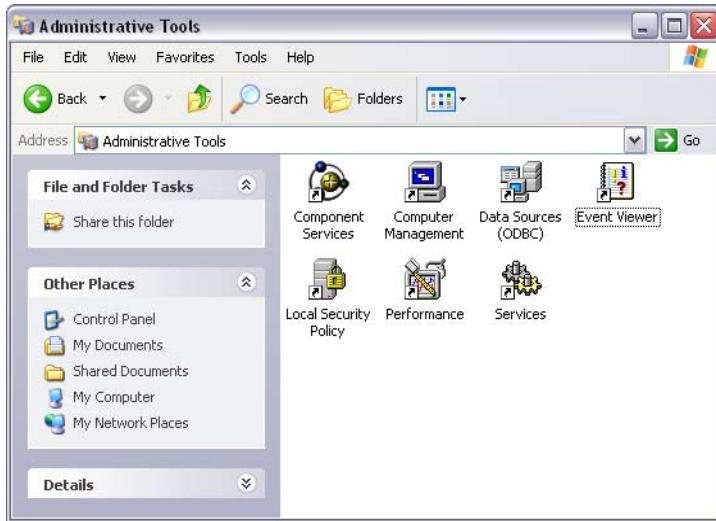 Administrative Tools
File Edit View Favorites Tools Help
Back Search Folders
Address Administrative Tools Go
File and Folder Tasks
Share this folder
Other Places
Control Panel
My Documents
Shared Documents
My Computer
My Network Places
Details
Component Services
Computer Management
Data Sources (ODBC)
Event Viewer
Local Security Policy
Performance
Services